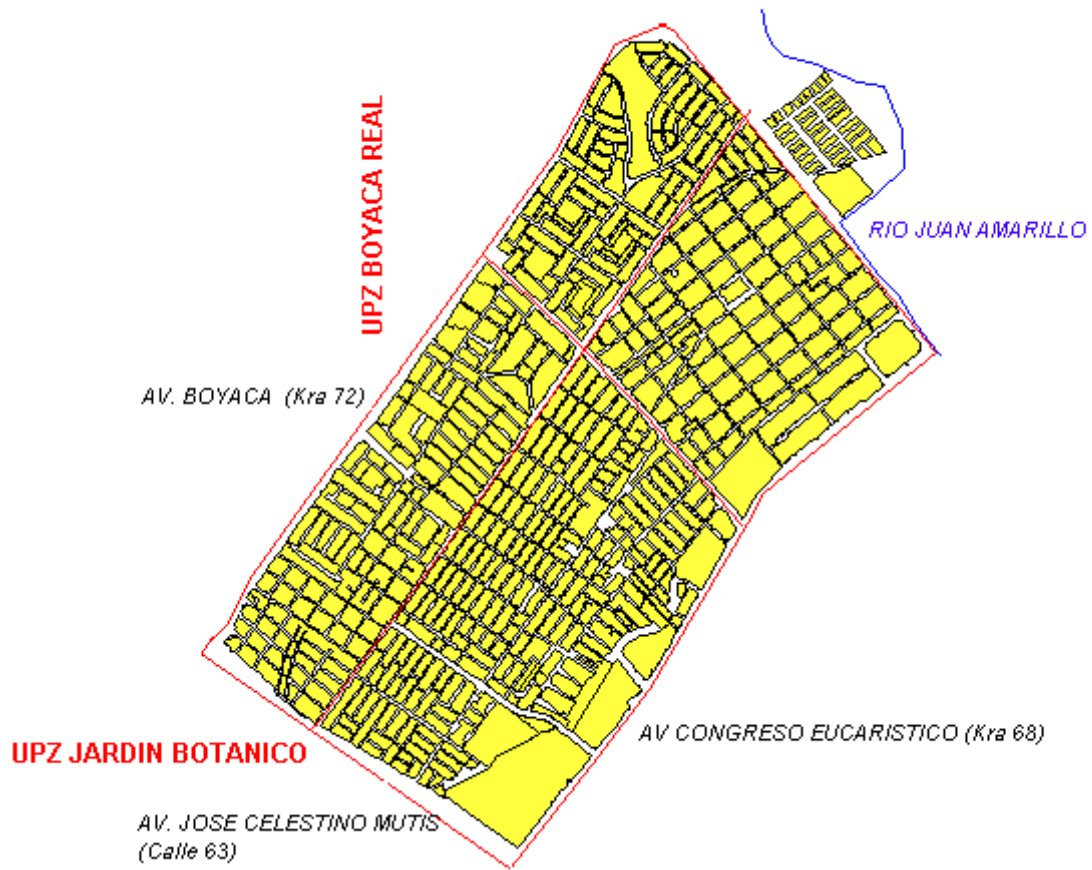 UPZ BOYACA REAL
RIO JUAN AMARILLO
AV. BOYACA (Kra 72)
AV CONGRESO EUCARISTICO (Kra 68)
UPZ JARDIN BOTANICO
AV. JOSE CELESTINO MUTIS
(Calle 63)